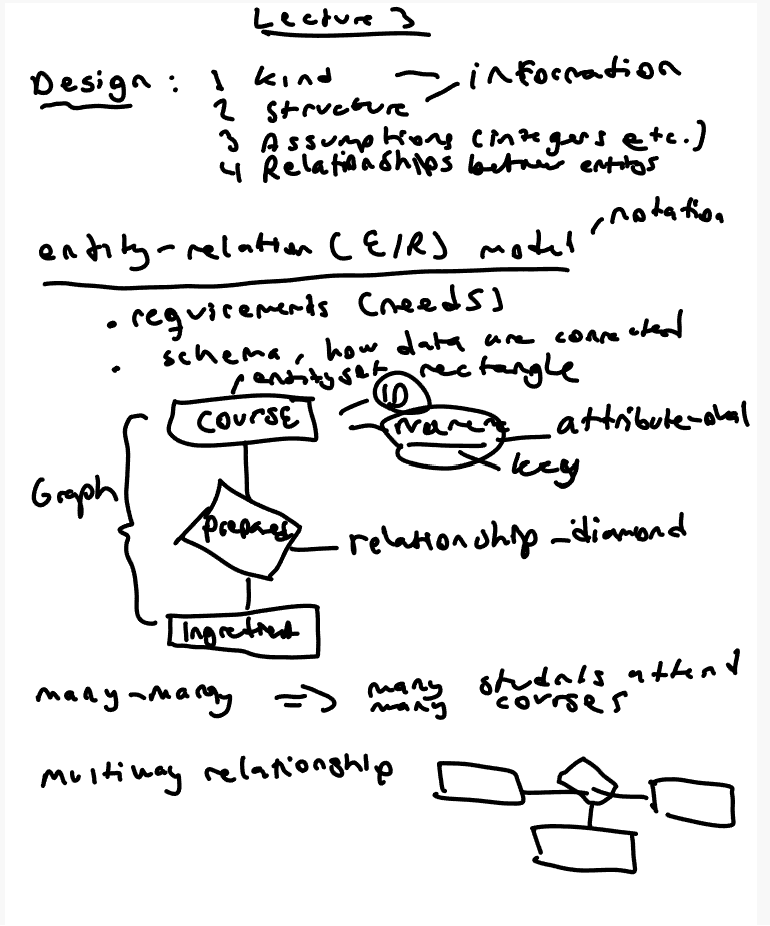 Lecture 3
Design : 1 kind — information
2 structure
3 Assumptions (integers etc.)
4 Relationships between entities
entity-relation (E/R) model , notation
. requirements (needs)
. schema, how data are connected
, entityset rectangle
course
ID
Name
attribute-oval
key
Graph
prepares
relationship -diamond
Ingredient
many-many => many students attend
many courses
Multiway relationship